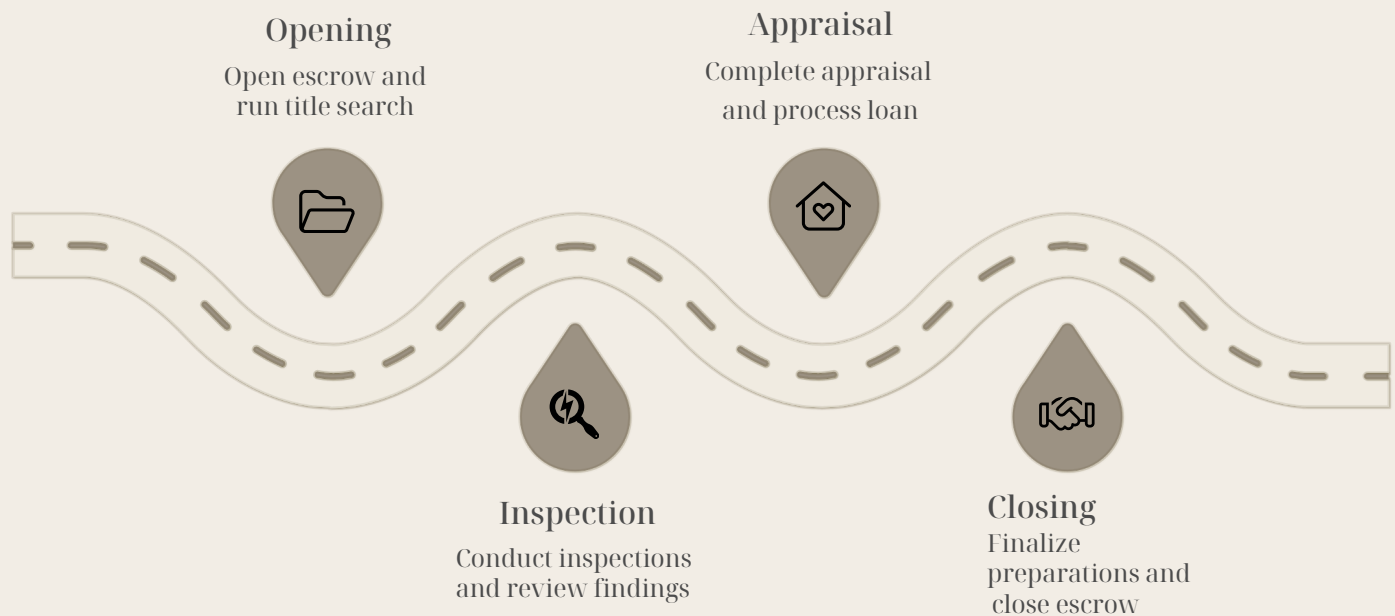 Opening
Open escrow and
run title search
Inspection
Conduct inspections
and review findings
Appraisal
Complete appraisal
and process loan
Closing
Finalize
preparations and
close escrow